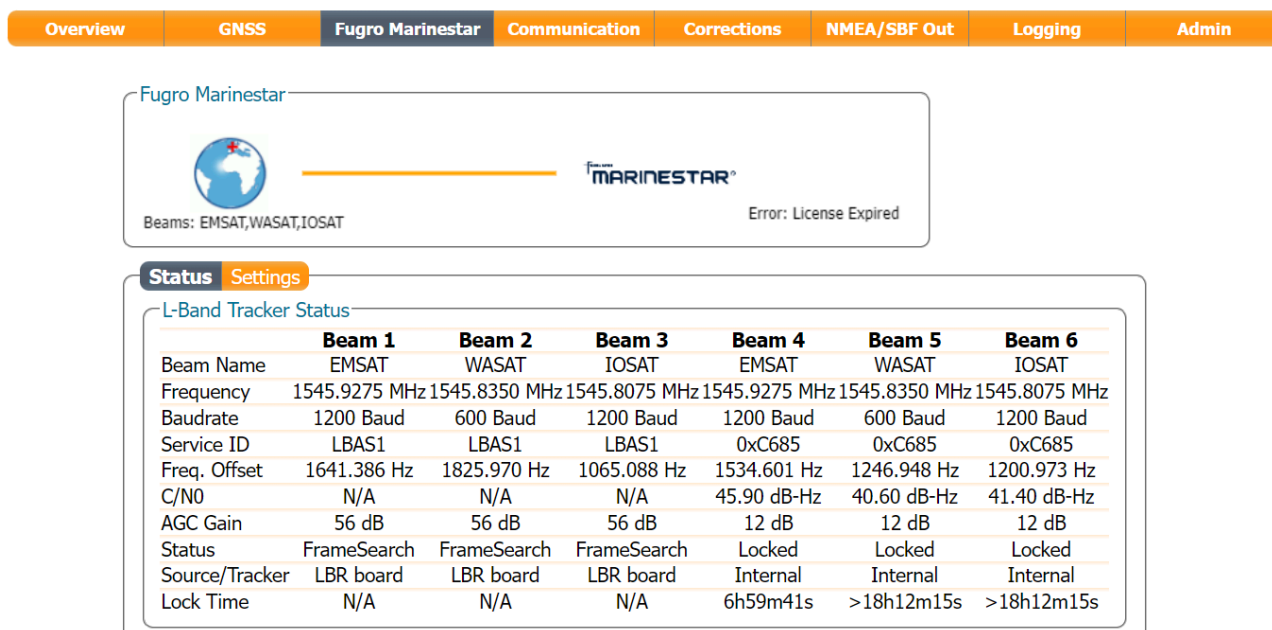 Overview GNSS Fugro Marinestar Communication Corrections NMEA/SBF Out Logging Admin
Fugro Marinestar
MARINESTAR
Beams: EMSAT,WASAT,IOSAT
Error: License Expired
Status Settings
L-Band Tracker Status
Beam 1 Beam 2 Beam 3 Beam 4 Beam 5 Beam 6
Beam Name EMSAT WASAT IOSAT EMSAT WASAT IOSAT
Frequency 1545.9275 MHz 1545.8350 MHz 1545.8075 MHz 1545.9275 MHz 1545.8350 MHz 1545.8075 MHz
Baudrate 1200 Baud 600 Baud 1200 Baud 1200 Baud 600 Baud 1200 Baud
Service ID LBAS1 LBAS1 LBAS1 0xC685 0xC685 0xC685
Freq. Offset 1641.386 Hz 1825.970 Hz 1065.088 Hz 1534.601 Hz 1246.948 Hz 1200.973 Hz
C/N0 N/A N/A N/A 45.90 dB-Hz 40.60 dB-Hz 41.40 dB-Hz
AGC Gain 56 dB 56 dB 56 dB 12 dB 12 dB 12 dB
Status FrameSearch FrameSearch FrameSearch Locked Locked Locked
Source/Tracker LBR board LBR board LBR board Internal Internal Internal
Lock Time N/A N/A N/A 6h59m41s >18h12m15s >18h12m15s